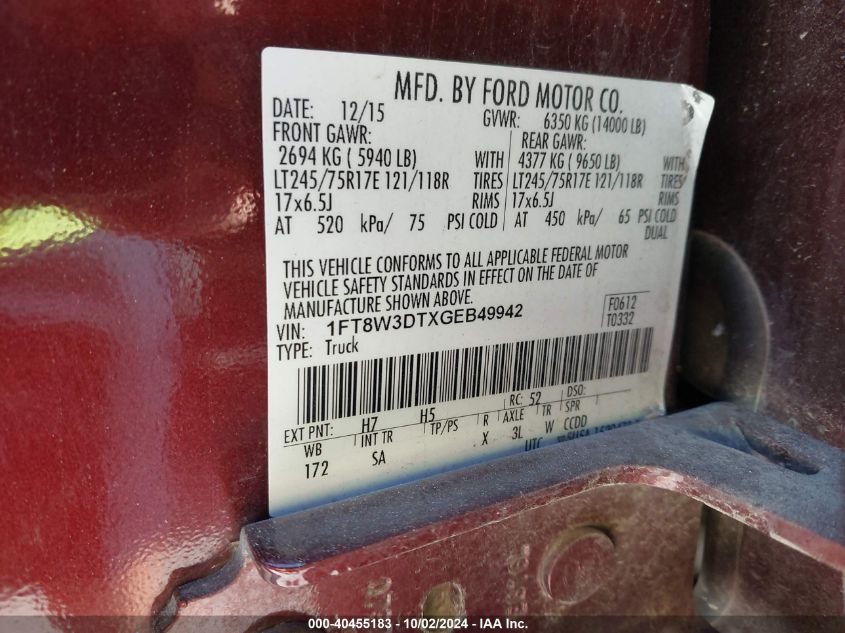 MFD. BY FORD MOTOR CO.
DATE: 12/15 GVWR: 6350 KG (14000 LB)
FRONT GAWR: REAR GAWR:
2694 KG ( 5940 LB) WITH 4377 KG ( 9650 LB) WITH
LT245/75R17E 121/118R TIRES LT245/75R17E 121/118R TIRES
17x6.5J RIMS 17x6.5J RIMS
AT 520 kPa/ 75 PSI COLD AT 450 kPa/ 65 PSI COLD
DUAL
THIS VEHICLE CONFORMS TO ALL APPLICABLE FEDERAL MOTOR
VEHICLE SAFETY STANDARDS IN EFFECT ON THE DATE OF
MANUFACTURE SHOWN ABOVE.
F0612
VIN: 1FT8W3DTXGEB49942
T0332
TYPE: Truck
EXT PNT: H7 H5 RC: 52 DSO:
WB INT TR TP/PS R AXLE TR SPR
172 SA X 3L W CCDD
UTC
000-40455183 - 10/02/2024 - IAA Inc.